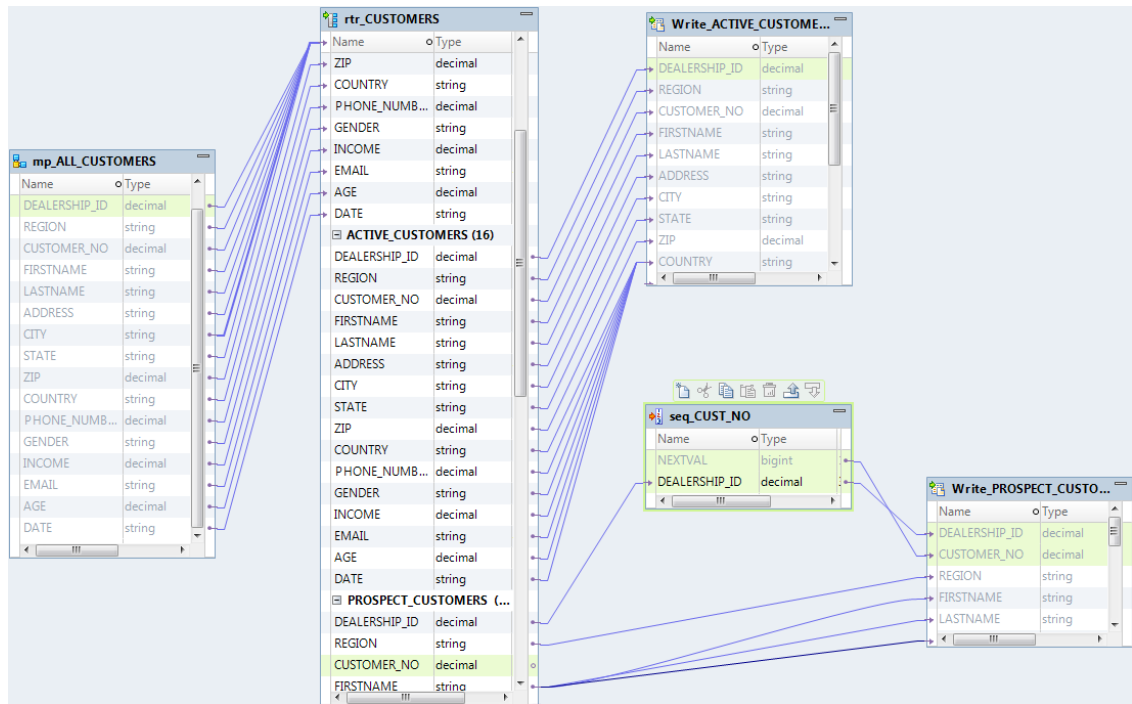 mp_ALL_CUSTOMERS
Name Type
DEALERSHIP_ID decimal
REGION string
CUSTOMER_NO decimal
FIRSTNAME string
LASTNAME string
ADDRESS string
CITY string
STATE string
ZIP decimal
COUNTRY string
PHONE_NUMB... decimal
GENDER string
INCOME decimal
EMAIL string
AGE decimal
DATE string
rtr_CUSTOMERS
Name Type
ZIP decimal
COUNTRY string
PHONE_NUMB... decimal
GENDER string
INCOME decimal
EMAIL string
AGE decimal
DATE string
ACTIVE_CUSTOMERS (16)
DEALERSHIP_ID decimal
REGION string
CUSTOMER_NO decimal
FIRSTNAME string
LASTNAME string
ADDRESS string
CITY string
STATE string
ZIP decimal
COUNTRY string
PHONE_NUMB... decimal
GENDER string
INCOME decimal
EMAIL string
AGE decimal
DATE string
PROSPECT_CUSTOMERS (...
DEALERSHIP_ID decimal
REGION string
CUSTOMER_NO decimal
FIRSTNAME string
Write_ACTIVE_CUSTOME...
Name Type
DEALERSHIP_ID decimal
REGION string
CUSTOMER_NO decimal
FIRSTNAME string
LASTNAME string
ADDRESS string
CITY string
STATE string
ZIP decimal
COUNTRY string
seq_CUST_NO
Name Type
NEXTVAL bigint
DEALERSHIP_ID decimal
Write_PROSPECT_CUSTO...
Name Type
DEALERSHIP_ID decimal
CUSTOMER_NO decimal
REGION string
FIRSTNAME string
LASTNAME string